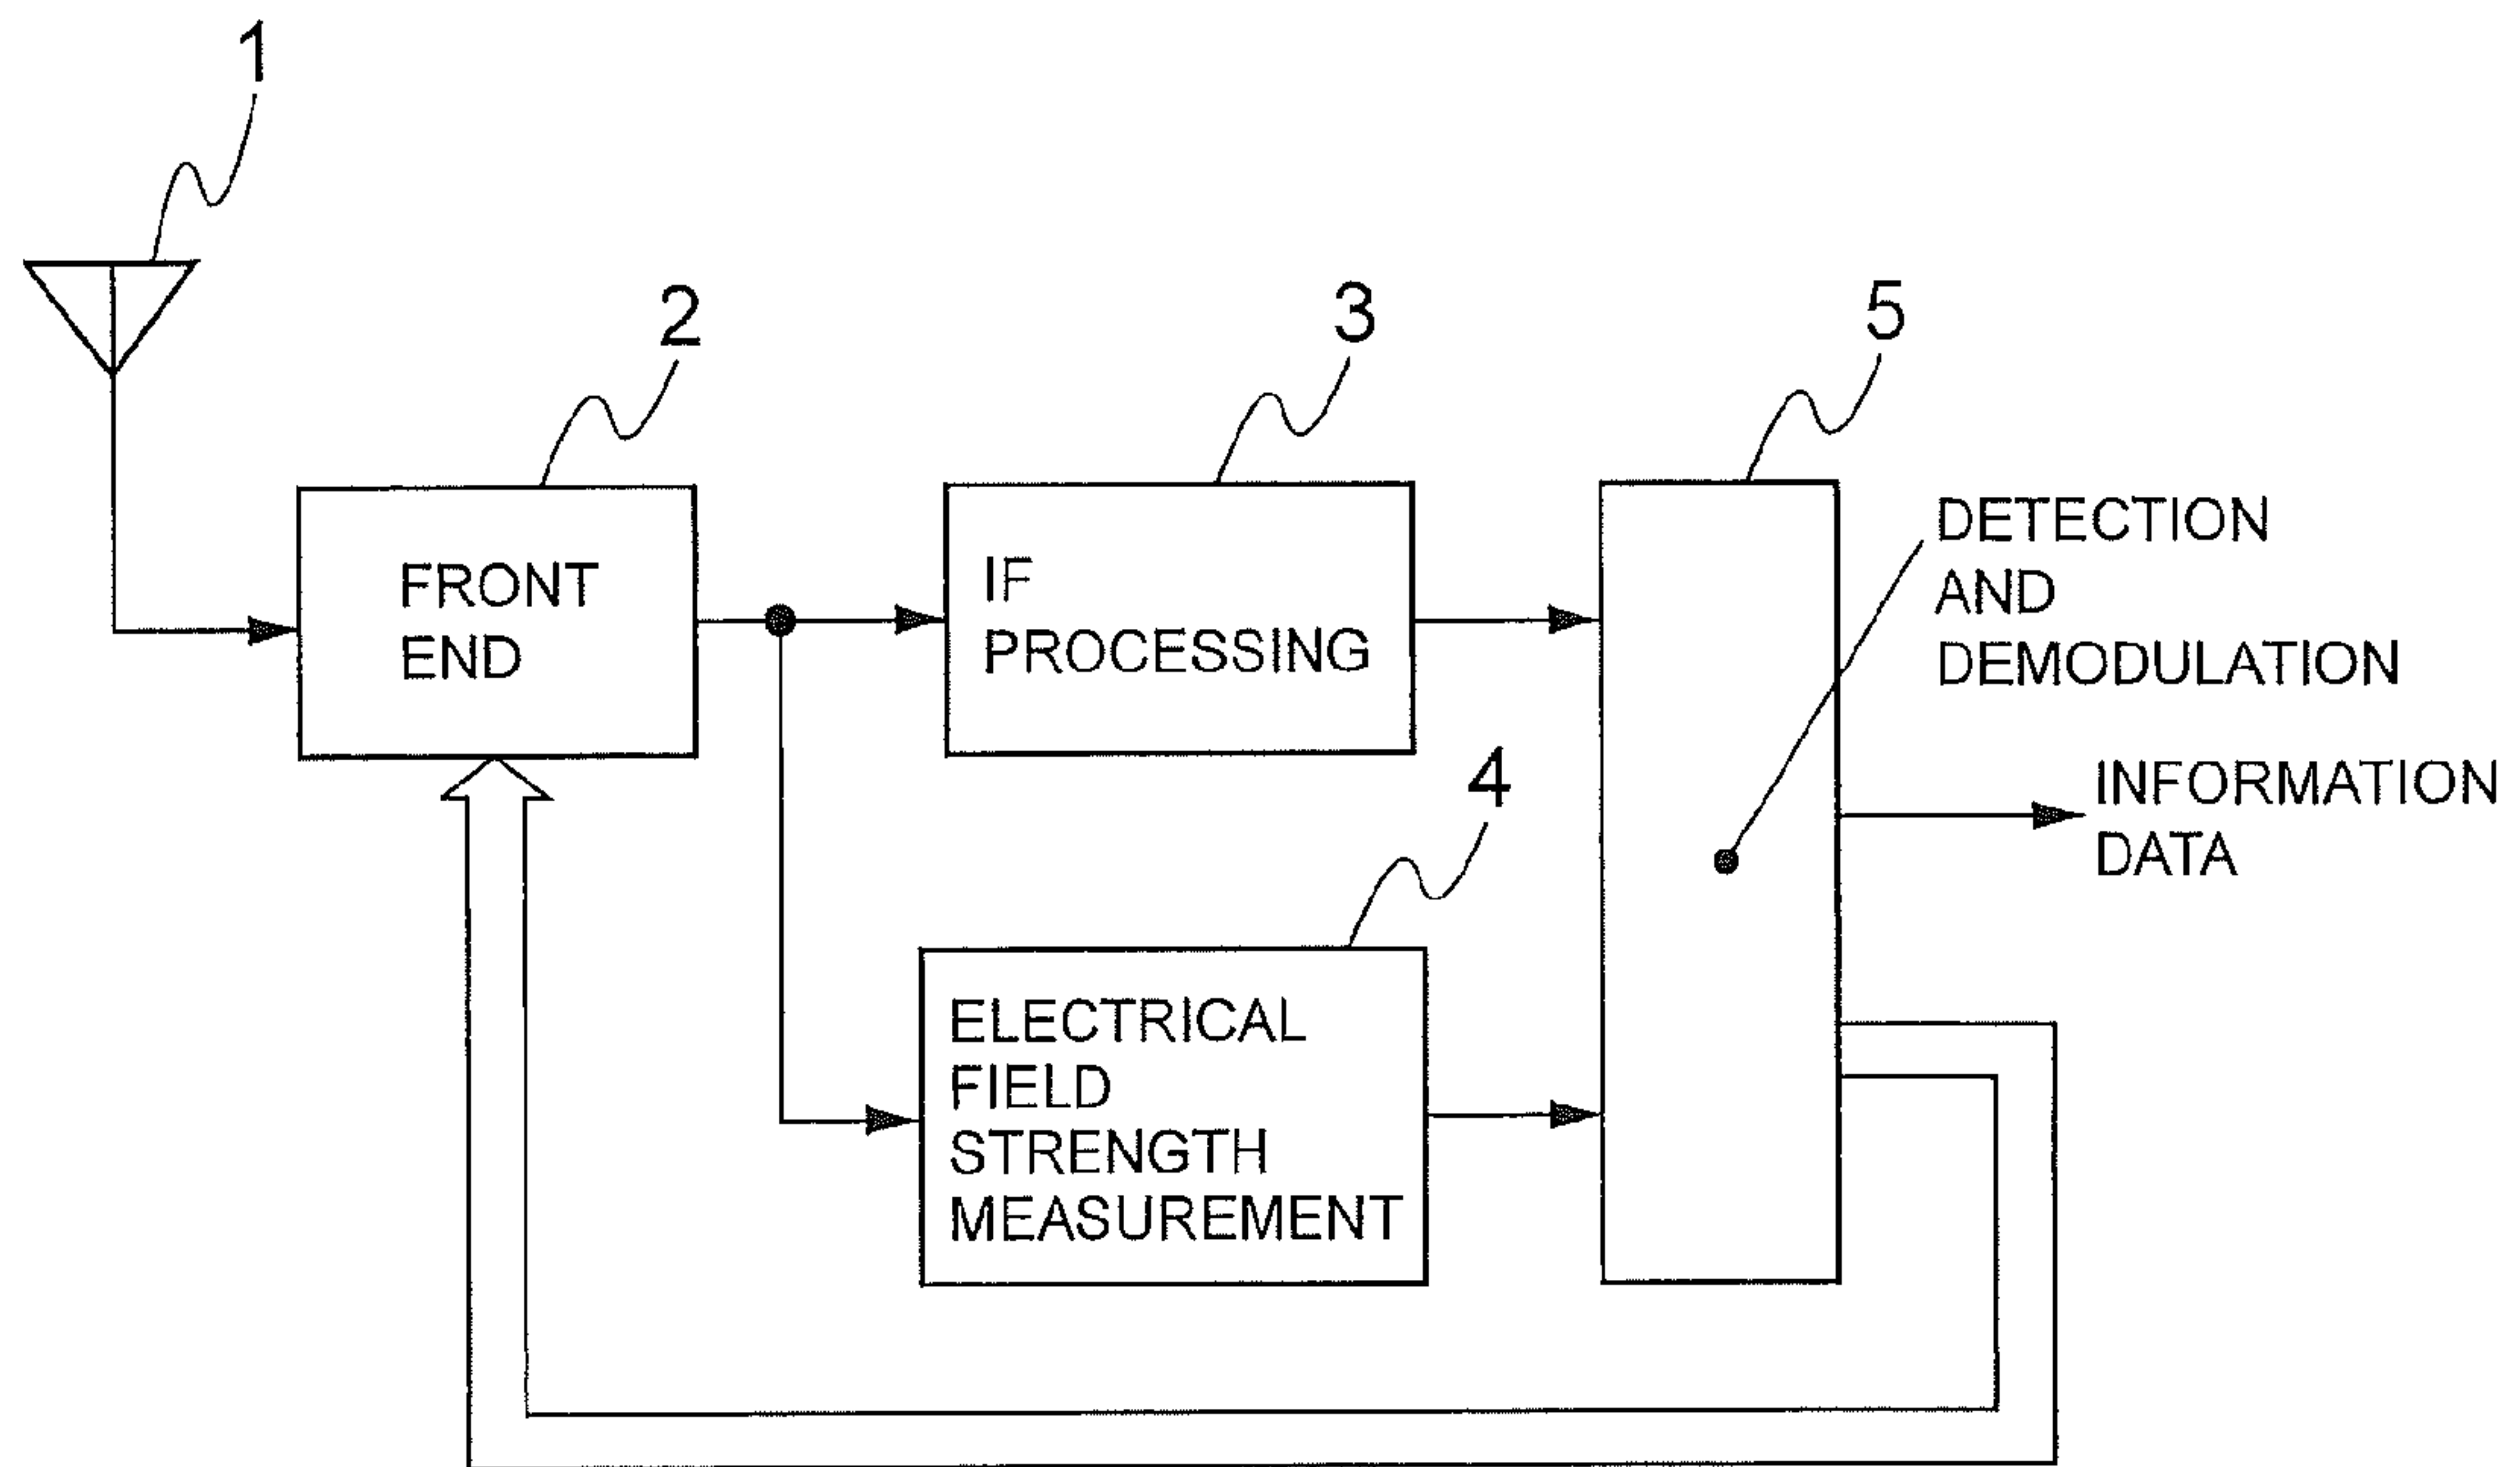 1
2
3
5
FRONT
END
IF
PROCESSING
DETECTION
AND
DEMODULATION
4
INFORMATION
DATA
ELECTRICAL
FIELD
STRENGTH
MEASUREMENT